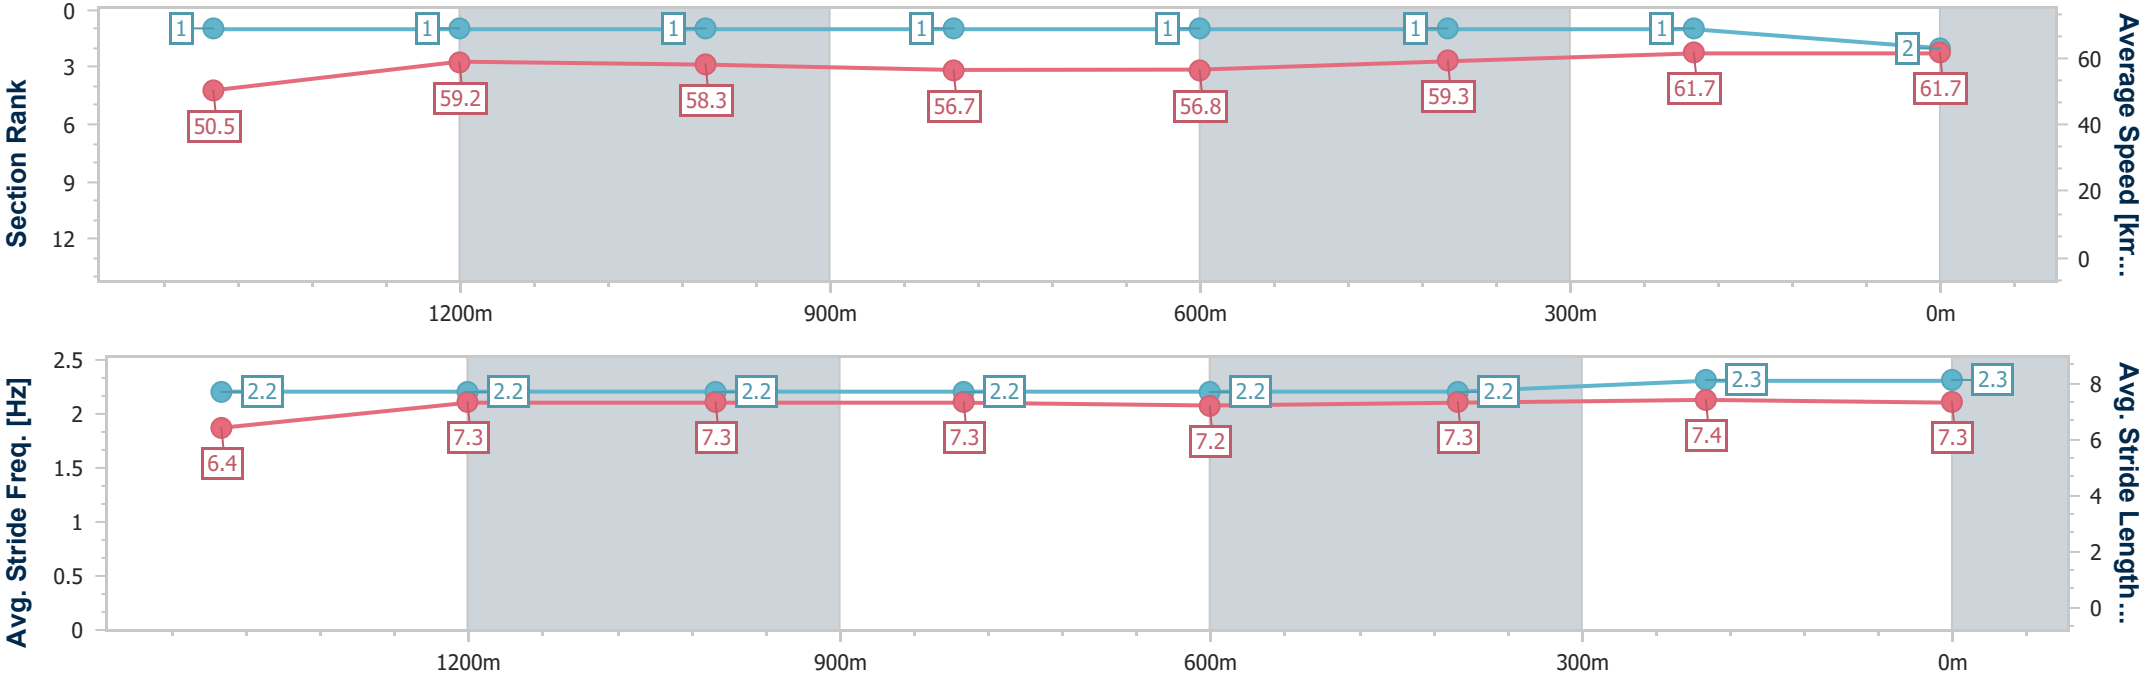 Section Rank
0
3
6
9
12
1 1 1 1 1 1 1 2
50.5 59.2 58.3 56.7 56.8 59.3 61.7 61.7
60
40
20
0
Average Speed [km...
1200m 900m 600m 300m 0m
Avg. Stride Freq. [Hz]
2.5
2
1.5
1
0.5
0
2.2 2.2 2.2 2.2 2.2 2.2 2.3 2.3
6.4 7.3 7.3 7.3 7.2 7.3 7.4 7.3
8
6
4
2
0
Avg. Stride Length...
1200m 900m 600m 300m 0m